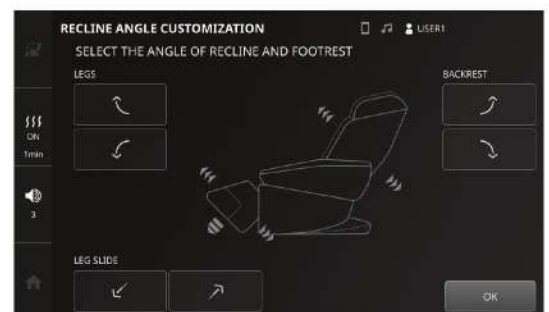 RECLINE ANGLE CUSTOMIZATION
USER1
SELECT THE ANGLE OF RECLINE AND FOOTREST
LEGS
BACKREST
ON
1min
3
LEG SLIDE
OK